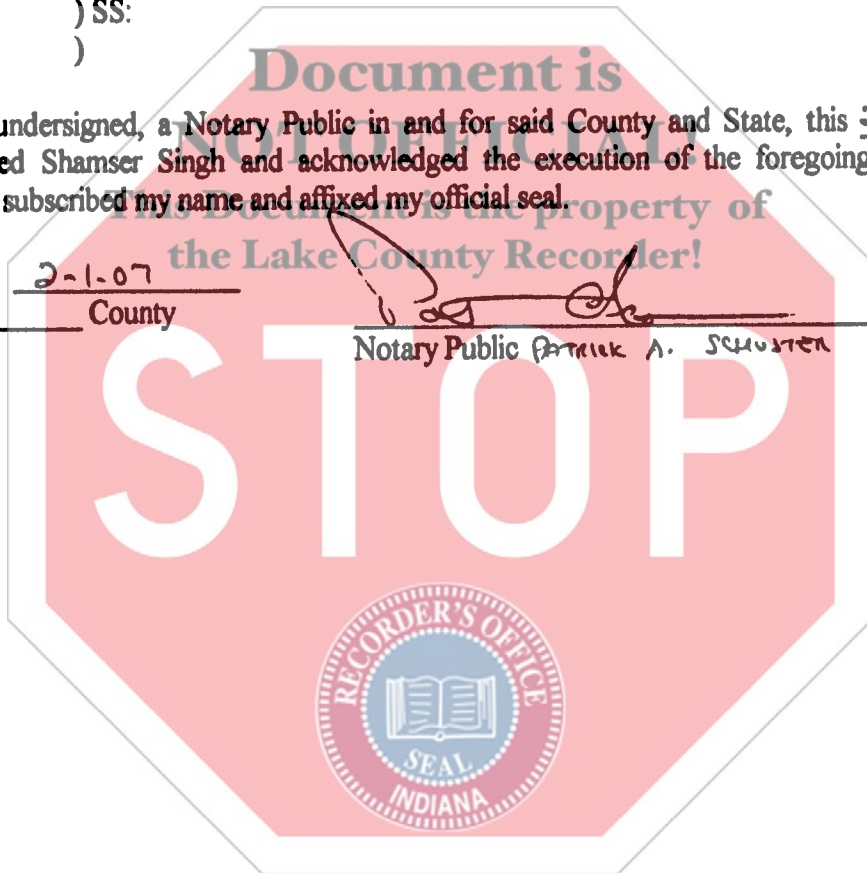 ) SS:
)
Document is
undersigned, a Notary Public in and for said County and State, this
NOT OFFICIAL!
ed Shamser Singh and acknowledged the execution of the foregoing
subscribed my name and affixed my official seal.
This Document is the property of
the Lake County Recorder!
2-1-07
County
Notary Public PATRICK A. SCHUSTER
STOP
RECORDER'S OFFICE
SEAL
INDIANA